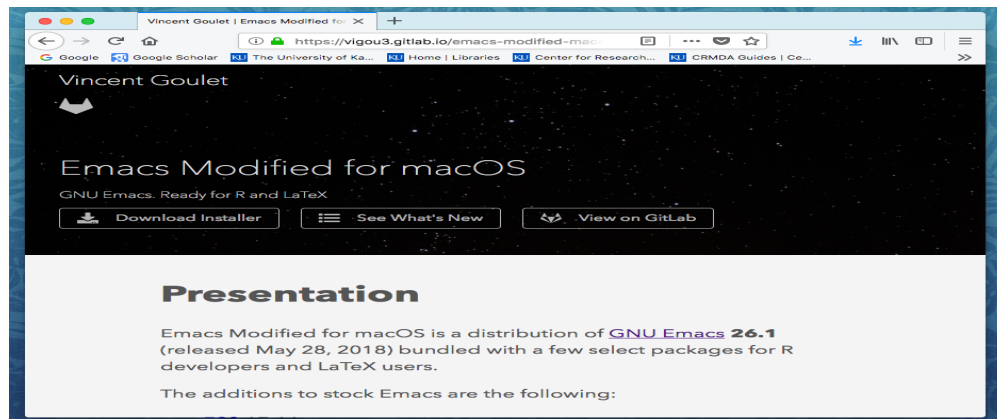 Vincent Goulet | Emacs Modified for
https://vigou3.gitlab.io/emacs-modified-mac
Google Google Scholar The University of Ka... Home | Libraries Center for Research... CRMDA Guides | Ce...
Vincent Goulet
Emacs Modified for macOS
GNU Emacs. Ready for R and LaTeX
Download Installer See What's New View on GitLab
Presentation
Emacs Modified for macOS is a distribution of GNU Emacs 26.1
(released May 28, 2018) bundled with a few select packages for R
developers and LaTeX users.
The additions to stock Emacs are the following: